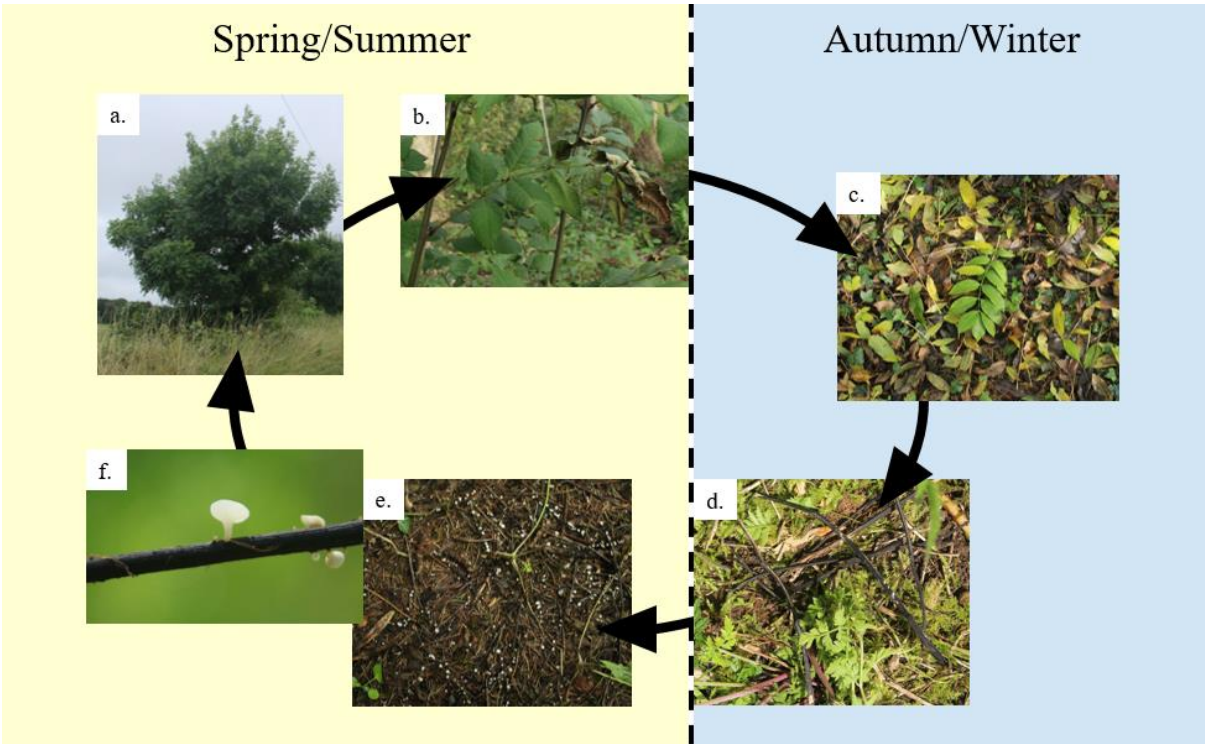 Spring/Summer
Autumn/Winter
a.
b.
c.
f.
e.
d.